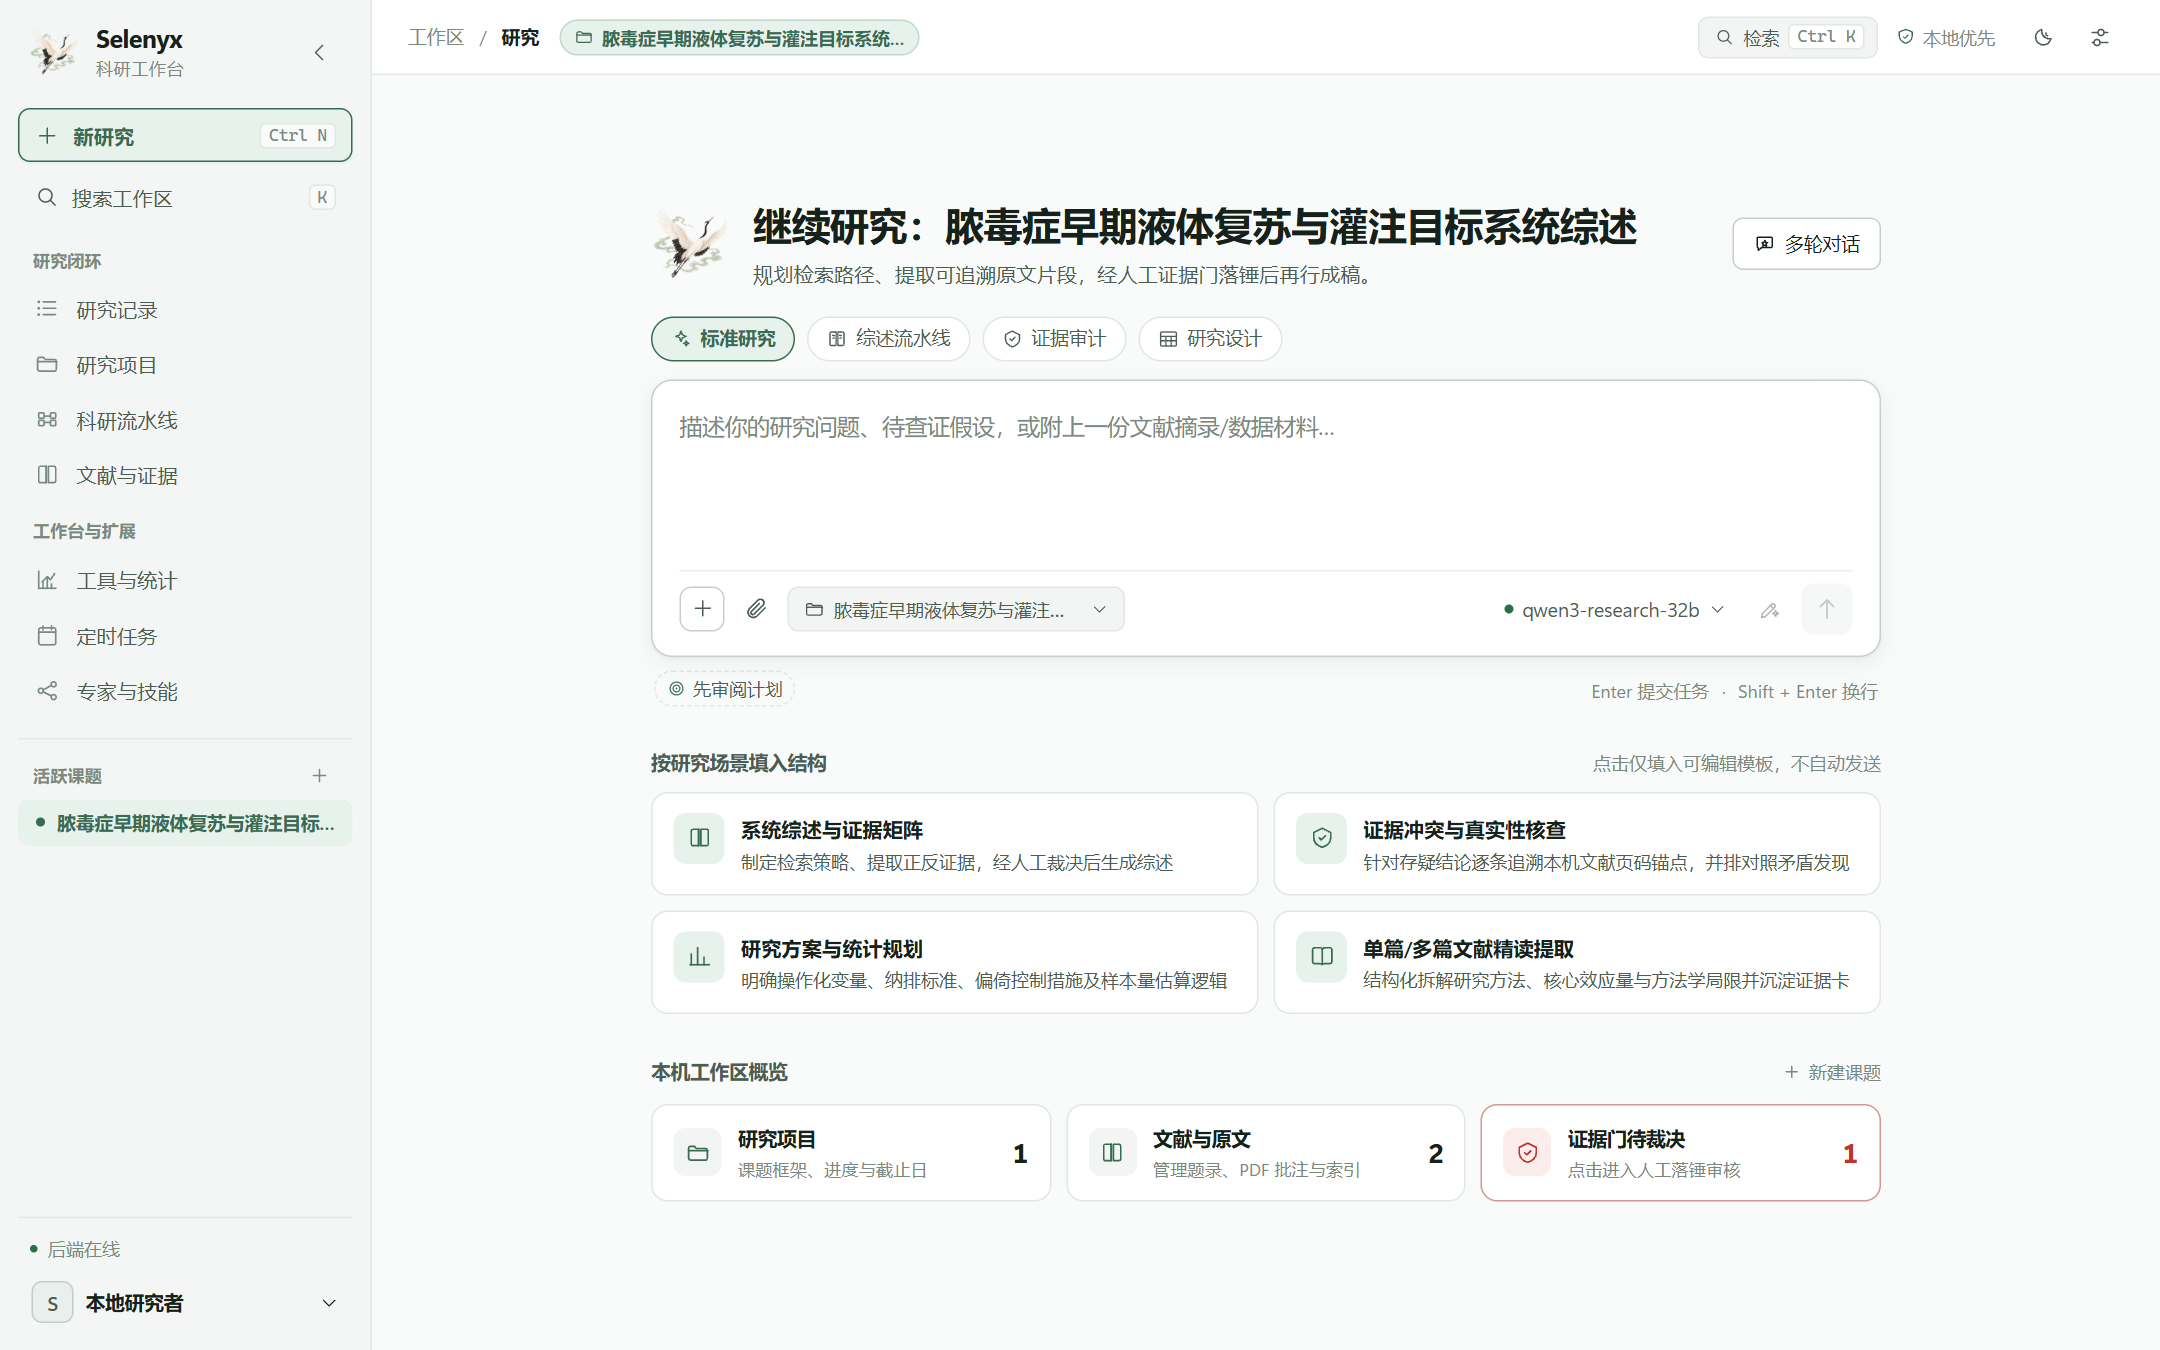 Selenyx
科研工作台
新研究 Ctrl N
搜索工作区 K
研究闭环
研究记录
研究项目
科研流水线
文献与证据
工作台与扩展
工具与统计
定时任务
专家与技能
活跃课题
脓毒症早期液体复苏与灌注目标...
后端在线
S 本地研究者
工作区 / 研究 脓毒症早期液体复苏与灌注目标系统...
检索 Ctrl K 本地优先
继续研究：脓毒症早期液体复苏与灌注目标系统综述
规划检索路径、提取可追溯原文片段，经人工证据门落锤后再行成稿。
多轮对话
标准研究 综述流水线 证据审计 研究设计
描述你的研究问题、待查证假设，或附上一份文献摘录/数据材料...
脓毒症早期液体复苏与灌注... qwen3-research-32b
先审阅计划 Enter 提交任务 · Shift + Enter 换行
按研究场景填入结构 点击仅填入可编辑模板，不自动发送
系统综述与证据矩阵
制定检索策略、提取正反证据，经人工裁决后生成综述
证据冲突与真实性核查
针对存疑结论逐条追溯本机文献页码锚点，并排对照矛盾发现
研究方案与统计规划
明确操作化变量、纳排标准、偏倚控制措施及样本量估算逻辑
单篇/多篇文献精读提取
结构化拆解研究方法、核心效应量与方法学局限并沉淀证据卡
本机工作区概览 新建课题
研究项目
课题框架、进度与截止日
1
文献与原文
管理题录、PDF 批注与索引
2
证据门待裁决
点击进入人工落锤审核
1